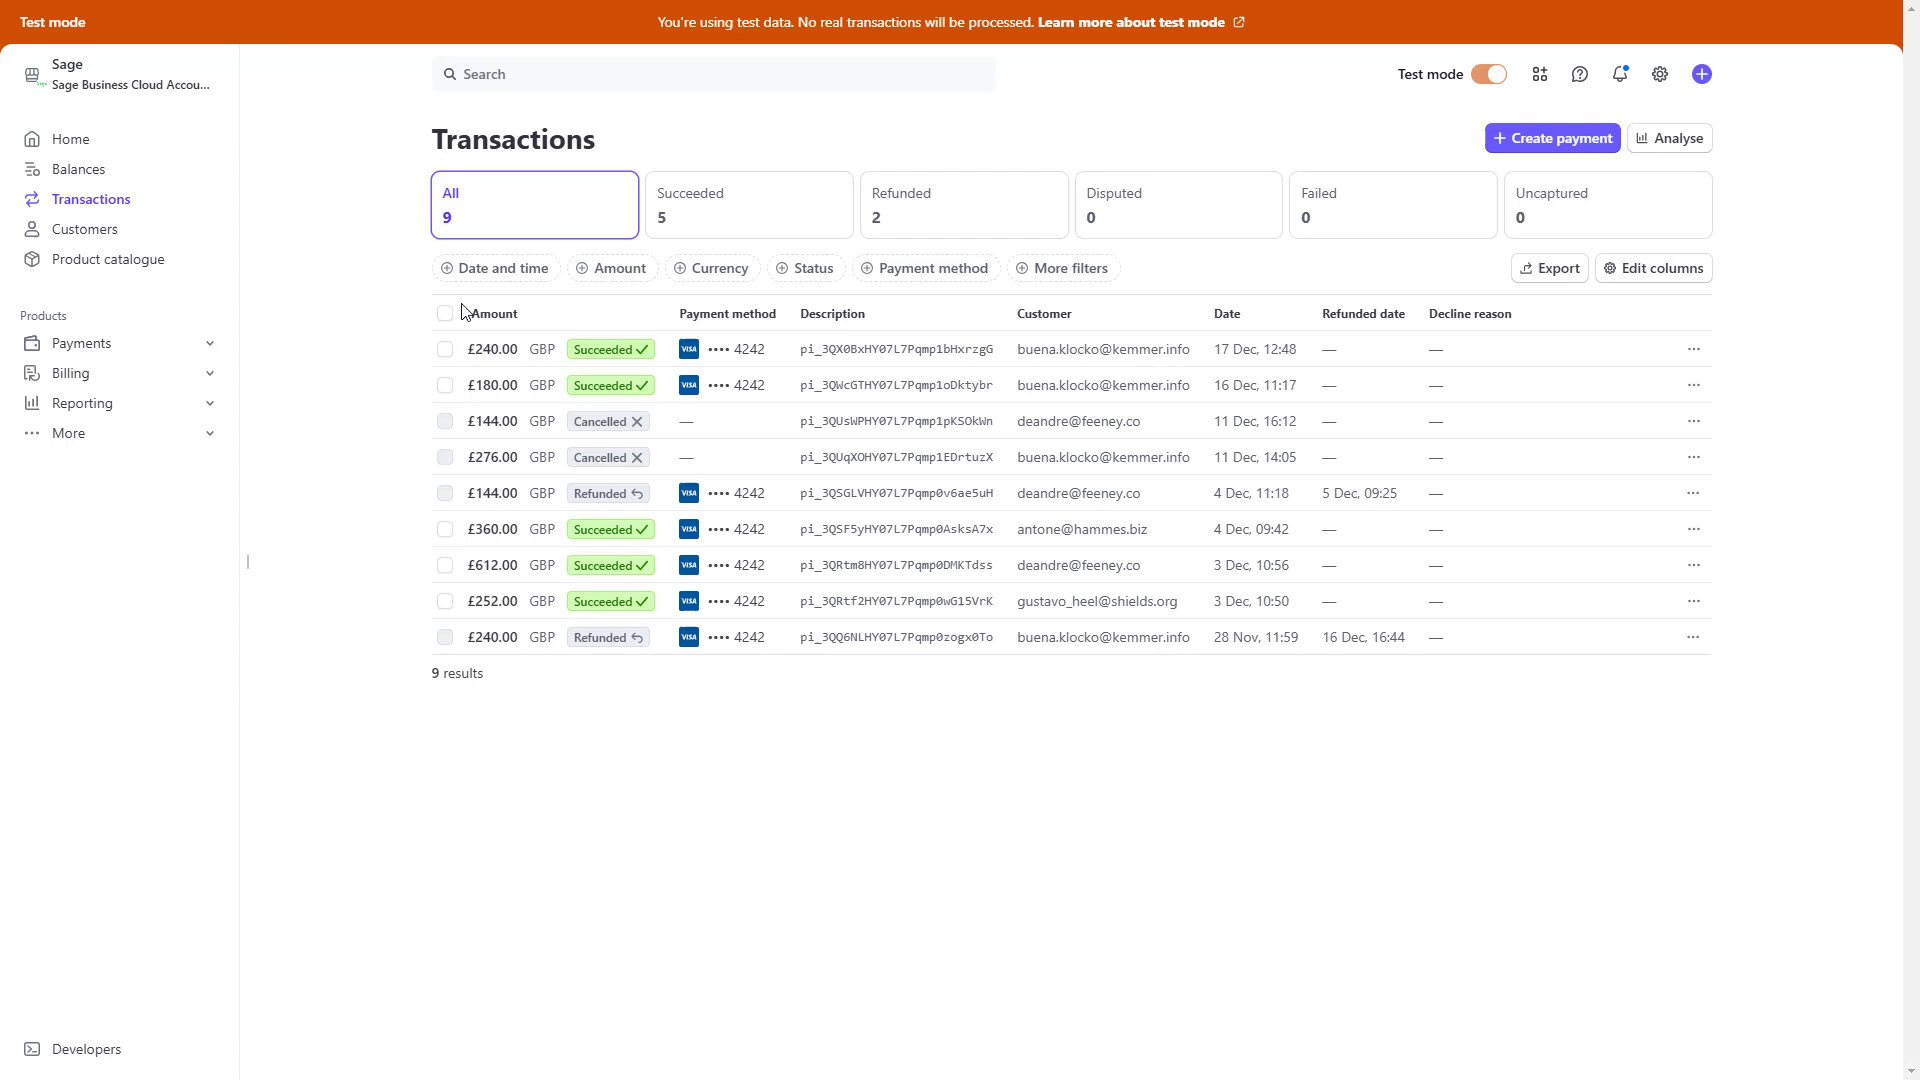 Test mode
You're using test data. No real transactions will be processed. Learn more about test mode
Sage
Sage Business Cloud Accou...
Search
Test mode
Home
Balances
Transactions
Customers
Product catalogue
Products
Payments
Billing
Reporting
More
Developers
Transactions
Create payment
Analyse
All
9
Succeeded
5
Refunded
2
Disputed
0
Failed
0
Uncaptured
0
Date and time
Amount
Currency
Status
Payment method
More filters
Export
Edit columns
Amount Payment method Description Customer Date Refunded date Decline reason
£240.00 GBP Succeeded VISA •••• 4242 pi_3QX0BxHY07L7Pqmp1bHxrzgG buena.klocko@kemmer.info 17 Dec, 12:48 — —
£180.00 GBP Succeeded VISA •••• 4242 pi_3QWcGTHY07L7Pqmp1oDktybr buena.klocko@kemmer.info 16 Dec, 11:17 — —
£144.00 GBP Cancelled — pi_3QUsWPHY07L7Pqmp1pKSOkWn deandre@feeney.co 11 Dec, 16:12 — —
£276.00 GBP Cancelled — pi_3QUqXOHY07L7Pqmp1EDrtuzX buena.klocko@kemmer.info 11 Dec, 14:05 — —
£144.00 GBP Refunded VISA •••• 4242 pi_3QSGLVHY07L7Pqmp0v6ae5uH deandre@feeney.co 4 Dec, 11:18 5 Dec, 09:25 —
£360.00 GBP Succeeded VISA •••• 4242 pi_3QSF5yHY07L7Pqmp0AsksA7x antone@hammes.biz 4 Dec, 09:42 — —
£612.00 GBP Succeeded VISA •••• 4242 pi_3QRtm8HY07L7Pqmp0DMKTdss deandre@feeney.co 3 Dec, 10:56 — —
£252.00 GBP Succeeded VISA •••• 4242 pi_3QRtf2HY07L7Pqmp0wG15VrK gustavo_heel@shields.org 3 Dec, 10:50 — —
£240.00 GBP Refunded VISA •••• 4242 pi_3QQ6NLHY07L7Pqmp0zogx0To buena.klocko@kemmer.info 28 Nov, 11:59 16 Dec, 16:44 —
9 results